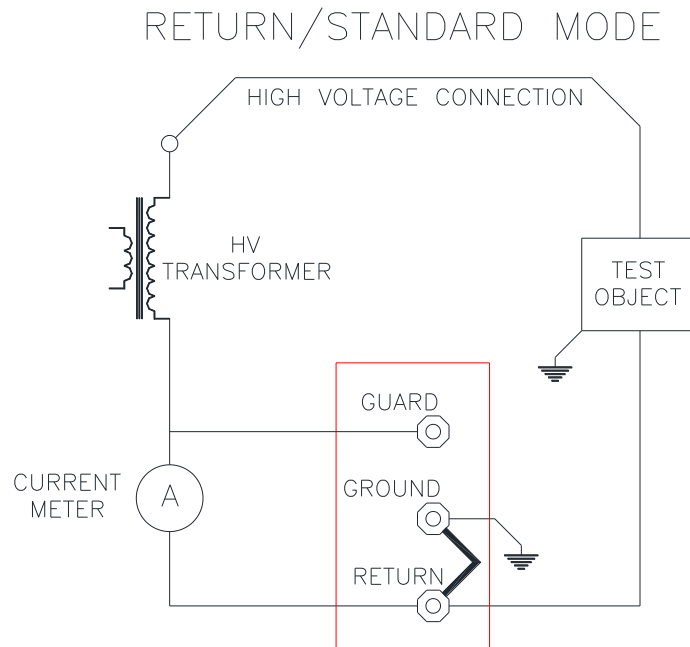 RETURN/STANDARD MODE
HIGH VOLTAGE CONNECTION
HV
TRANSFORMER
TEST
OBJECT
GUARD
CURRENT
METER
A
GROUND
RETURN